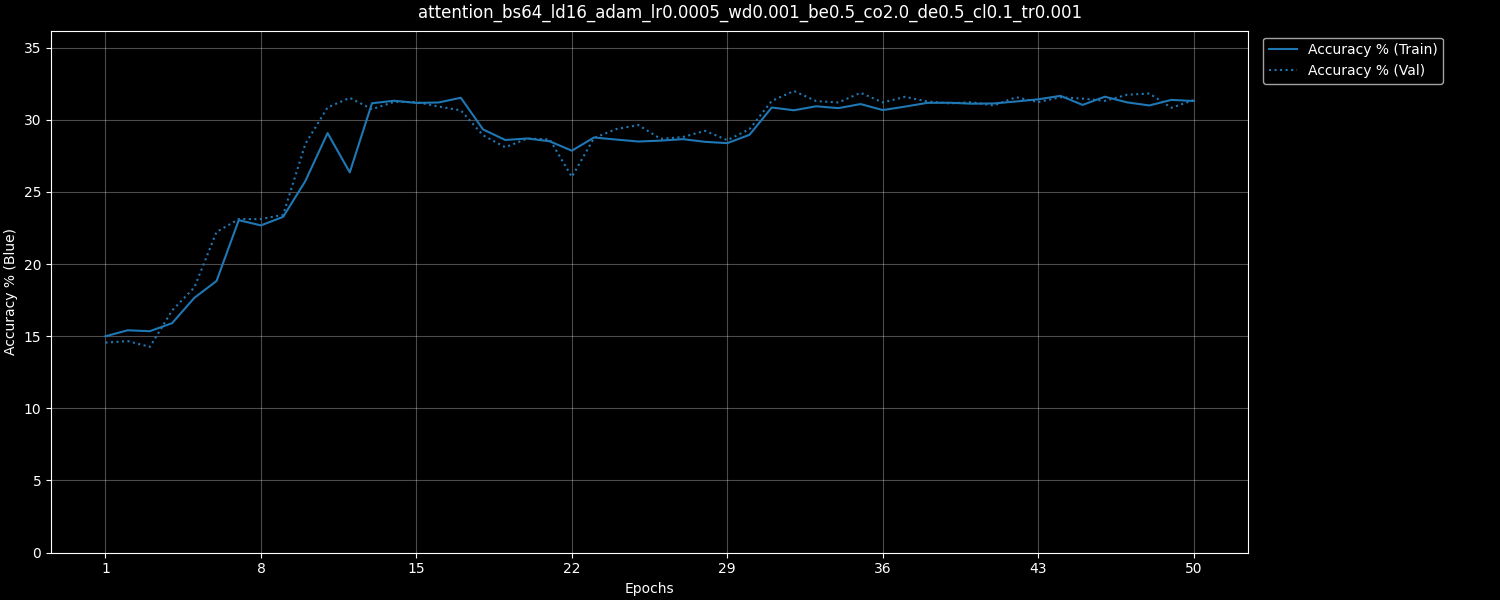 attention_bs64_ld16_adam_lr0.0005_wd0.001_be0.5_co2.0_de0.5_cl0.1_tr0.001
Accuracy % (Train)
Accuracy % (Val)
35
30
25
20
15
10
5
0
Accuracy % (Blue)
1 8 15 22 29 36 43 50
Epochs